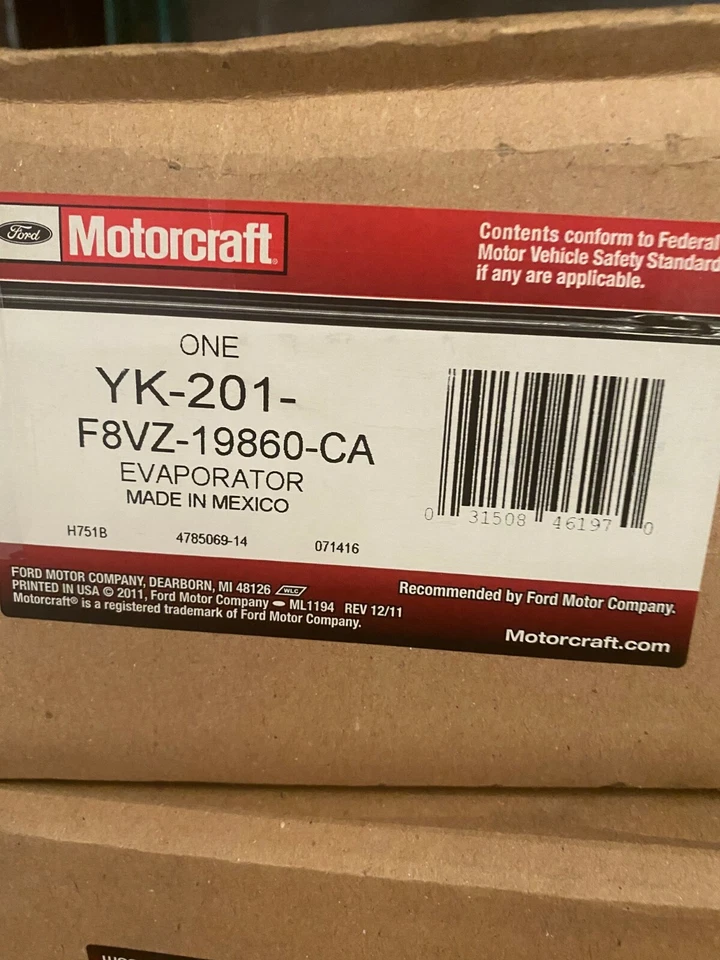 Ford Motorcraft®
Contents conform to Federal
Motor Vehicle Safety Standard
if any are applicable.
ONE
YK-201-
F8VZ-19860-CA
EVAPORATOR
MADE IN MEXICO
H751B 4785069-14 071416
0 31508 46197 0
FORD MOTOR COMPANY, DEARBORN, MI 48126 WLC
PRINTED IN USA © 2011, Ford Motor Company ML1194 REV 12/11
Motorcraft® is a registered trademark of Ford Motor Company.
Recommended by Ford Motor Company.
Motorcraft.com